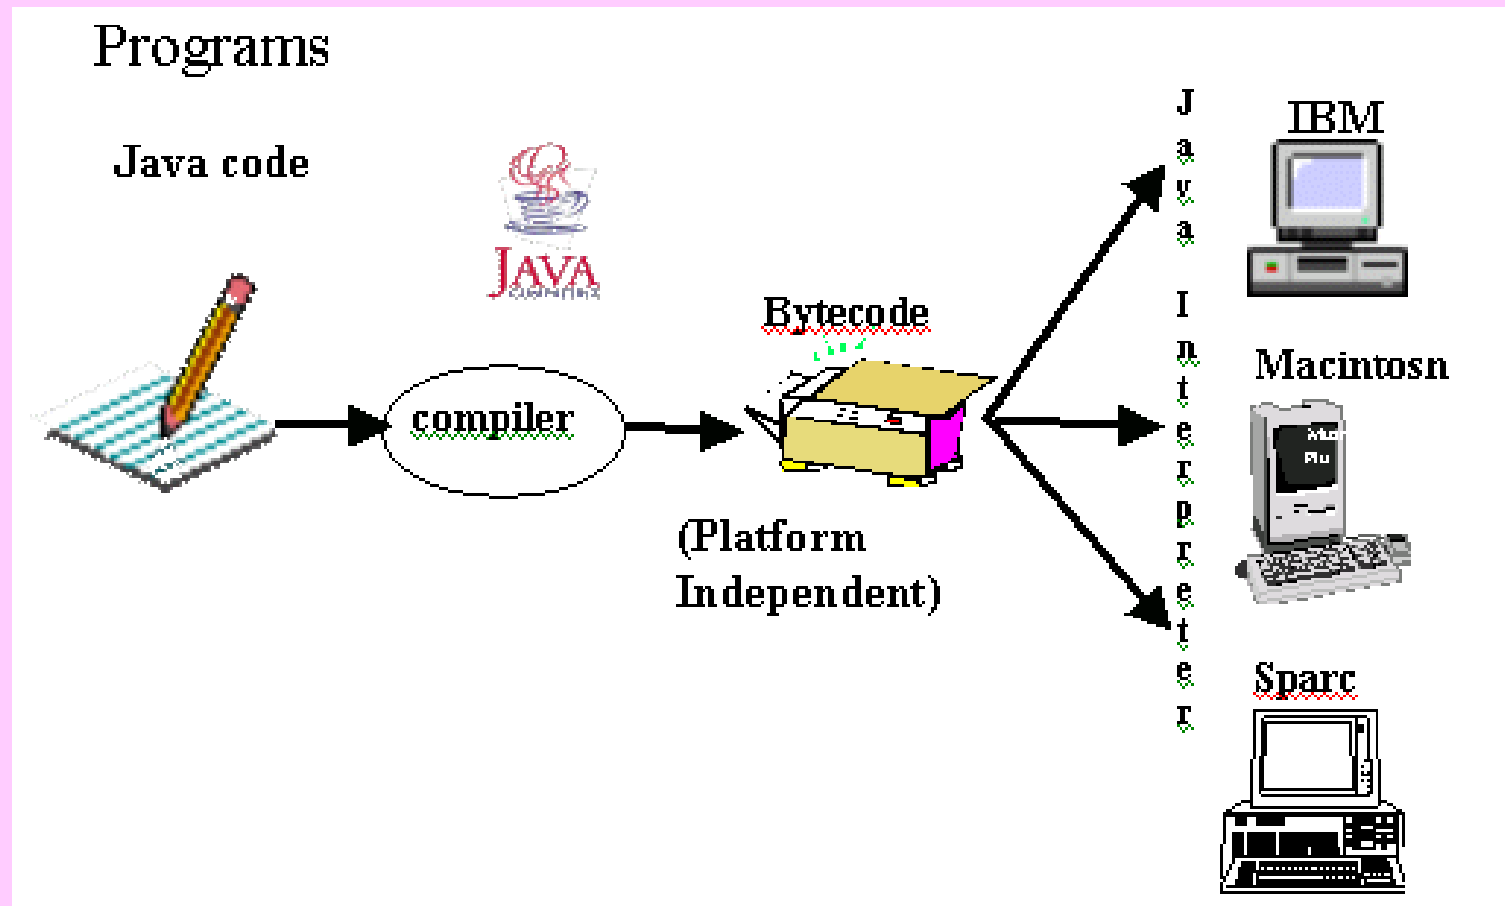 Programs
Java code
JAVA
compiler
Bytecode
(Platform
Independent)
Java Interpreter
IBM
Macintosn
Sparc